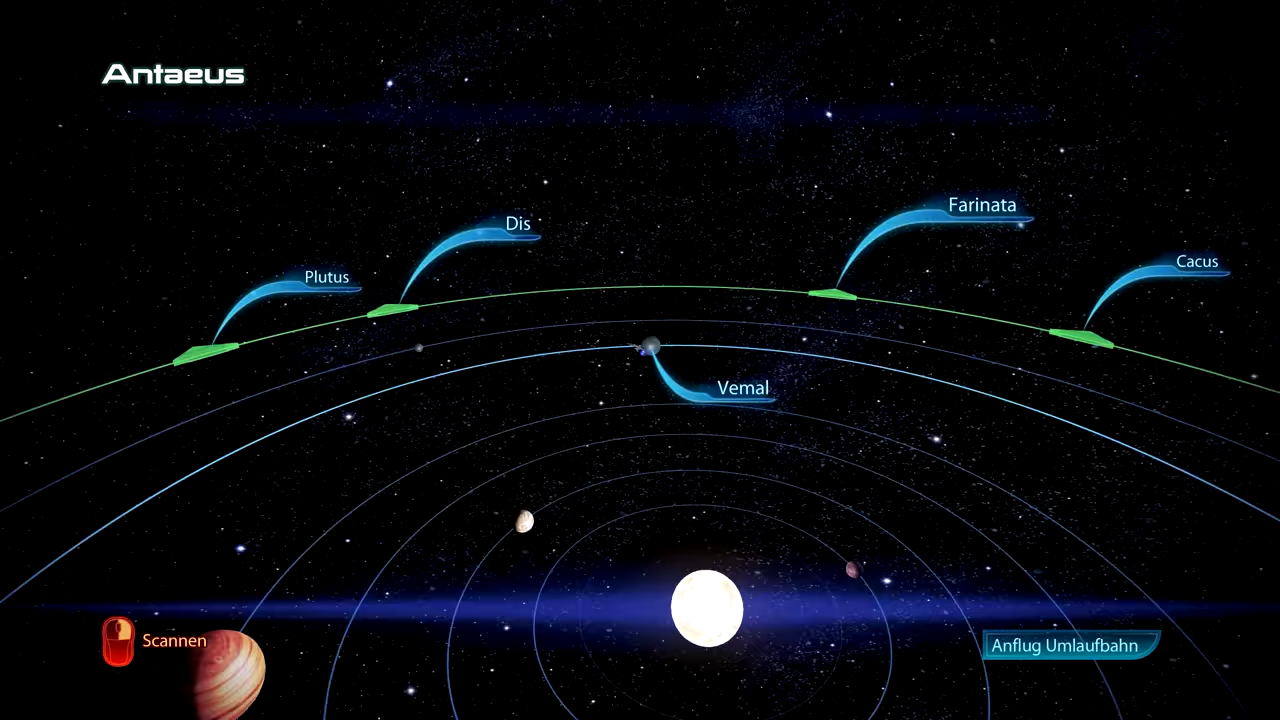 Antaeus
Farinata
Dis
Cacus
Plutus
Vemal
Scannen
Anflug Umlaufbahn